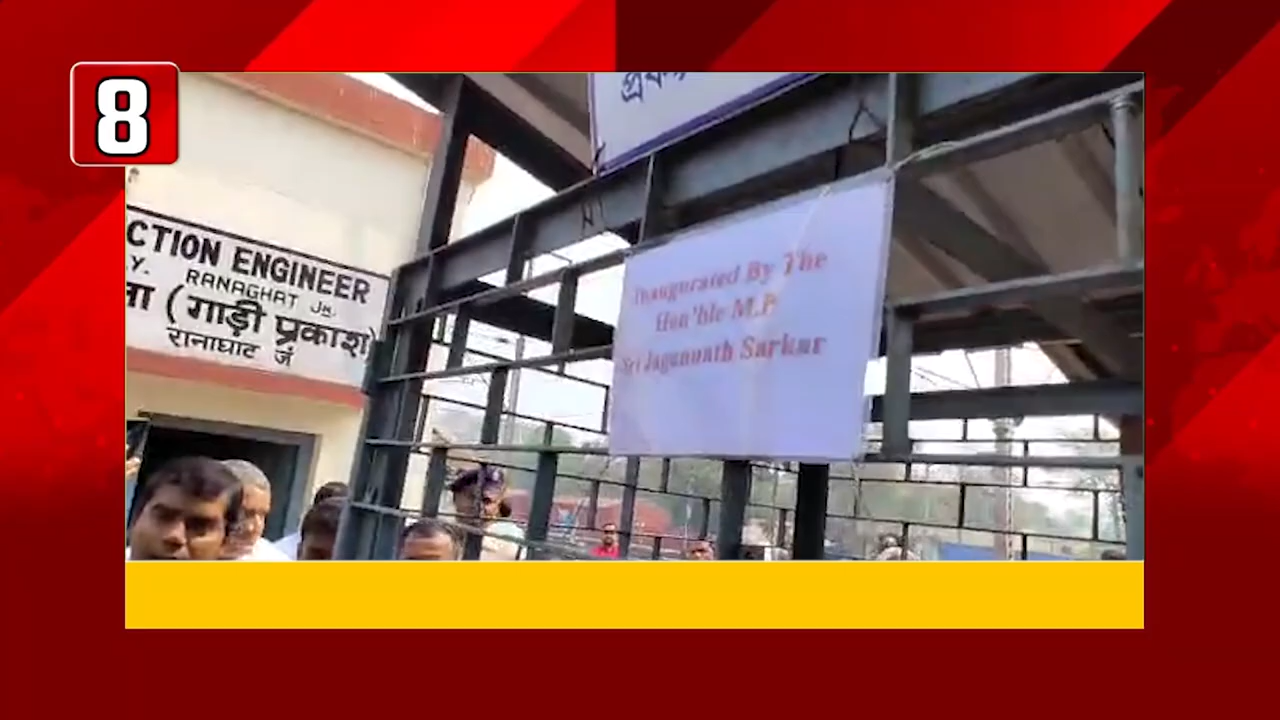 8
CTION ENGINEER
Y. RANAGHAT JN.
ला (गाड़ी प्रकाश)
रानाघाट जं
Inaugurated By The
Hon'ble M.P
Sri Jagannath Sarkar